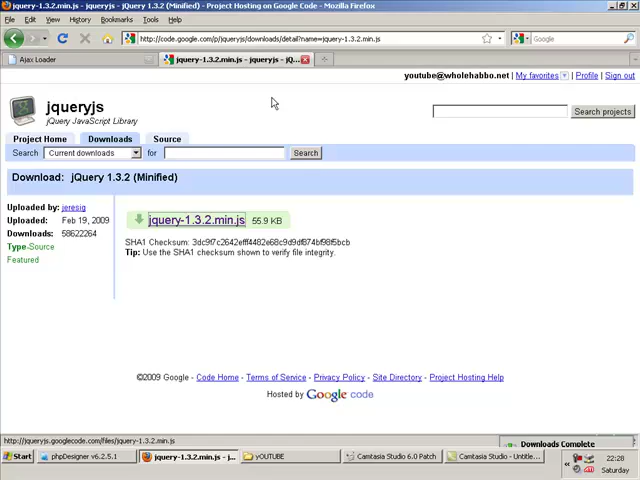 jquery-1.3.2.min.js - jqueryjs - jQuery 1.3.2 (Minified) - Project Hosting on Google Code - Mozilla Firefox
File Edit View History Bookmarks Tools Help
http://code.google.com/p/jqueryjs/downloads/detail?name=jquery-1.3.2.min.js
Google
Ajax Loader
jquery-1.3.2.min.js - jqueryjs - jQ...
youtube@wholehabbo.net | My favorites | Profile | Sign out
jqueryjs
jQuery JavaScript Library
Search projects
Project Home Downloads Source
Search Current downloads for Search
Download: jQuery 1.3.2 (Minified)
Uploaded by: jeresig
Uploaded: Feb 19, 2009
Downloads: 58622264
Type-Source
Featured
jquery-1.3.2.min.js 55.9 KB
SHA1 Checksum: 3dc9f7c2642efff4482e68c9d9df874bf98f5bcb
Tip: Use the SHA1 checksum shown to verify file integrity.
©2009 Google - Code Home - Terms of Service - Privacy Policy - Site Directory - Project Hosting Help
Hosted by Google code
http://jqueryjs.googlecode.com/files/jquery-1.3.2.min.js
Downloads Complete
Start
phpDesigner v6.2.5.1
jquery-1.3.2.min.js - j...
yOUTUBE
Camtasia Studio 6.0 Patch
Camtasia Studio - Untitle...
22:28
Saturday